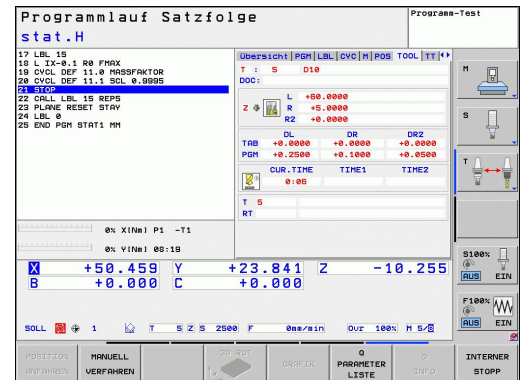 Programmlauf Satzfolge
Programm-Test
stat.H
17 LBL 15
18 L IX-0.1 R0 FMAX
19 CYCL DEF 11.0 MASSFAKTOR
20 CYCL DEF 11.1 SCL 0.9995
21 STOP
22 CALL LBL 15 REP5
23 PLANE RESET STAY
24 LBL 0
25 END PGM STAT1 MM
Übersicht PGM LBL CYC M POS TOOL TT
T : 5 D10
DOC:
L +60.0000
Z R +5.0000
R2 +0.0000
DL DR DR2
TAB +0.0000 +0.0000 +0.0000
PGM +0.2500 +0.1000 +0.0500
CUR.TIME TIME1 TIME2
0:06
T 5
RT
0% X[Nm] P1 -T1
0% Y[Nm] 08:19
X +50.459 Y +23.841 Z -10.255
B +0.000 C +0.000
SOLL 1 T 5 Z S 2500 F 0mm/min Ovr 100% M 5/8
M
S
T
S100%
AUS EIN
F100%
AUS EIN
POSITION ANFAHREN
MANUELL VERFAHREN
3D ROT
GRAFIK
Q PARAMETER LISTE
Q INFO
INTERNER STOPP